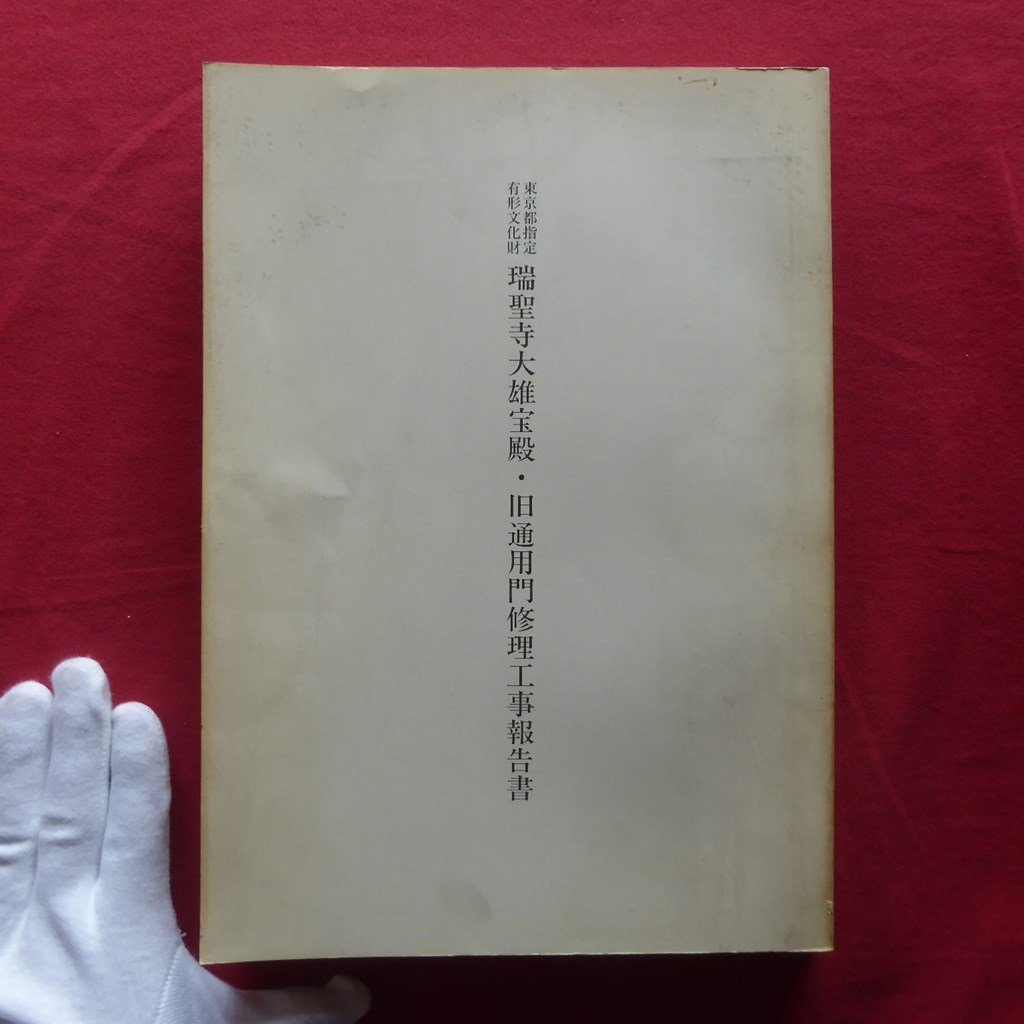 東京都指定
有形文化財
瑞聖寺大雄宝殿・旧通用門修理工事報告書